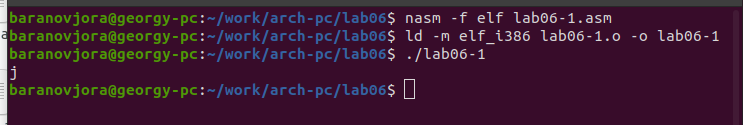 baranovjora@georgy-pc:~/work/arch-pc/lab06$ nasm -f elf lab06-1.asm
baranovjora@georgy-pc:~/work/arch-pc/lab06$ ld -m elf_i386 lab06-1.o -o lab06-1
baranovjora@georgy-pc:~/work/arch-pc/lab06$ ./lab06-1
j
baranovjora@georgy-pc:~/work/arch-pc/lab06$